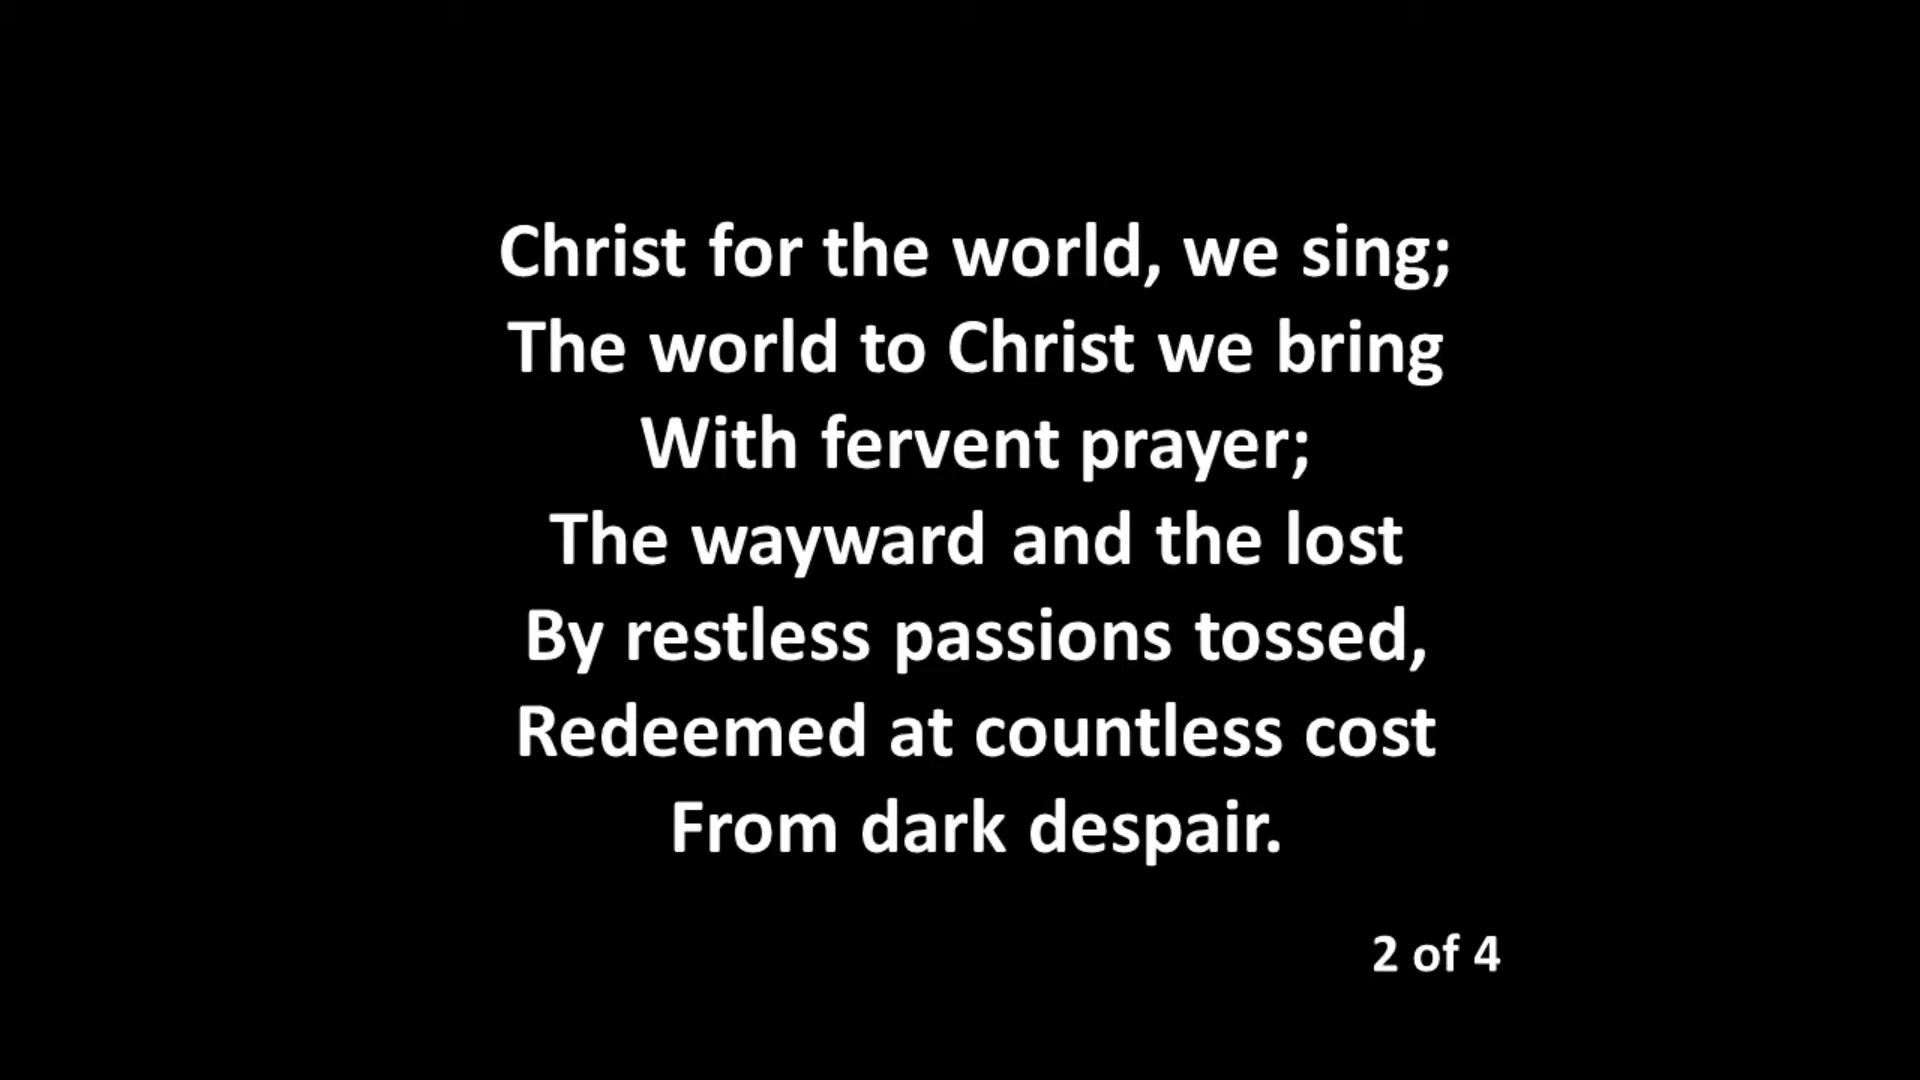 Christ for the world, we sing;
The world to Christ we bring
With fervent prayer;
The wayward and the lost
By restless passions tossed,
Redeemed at countless cost
From dark despair.
2 of 4